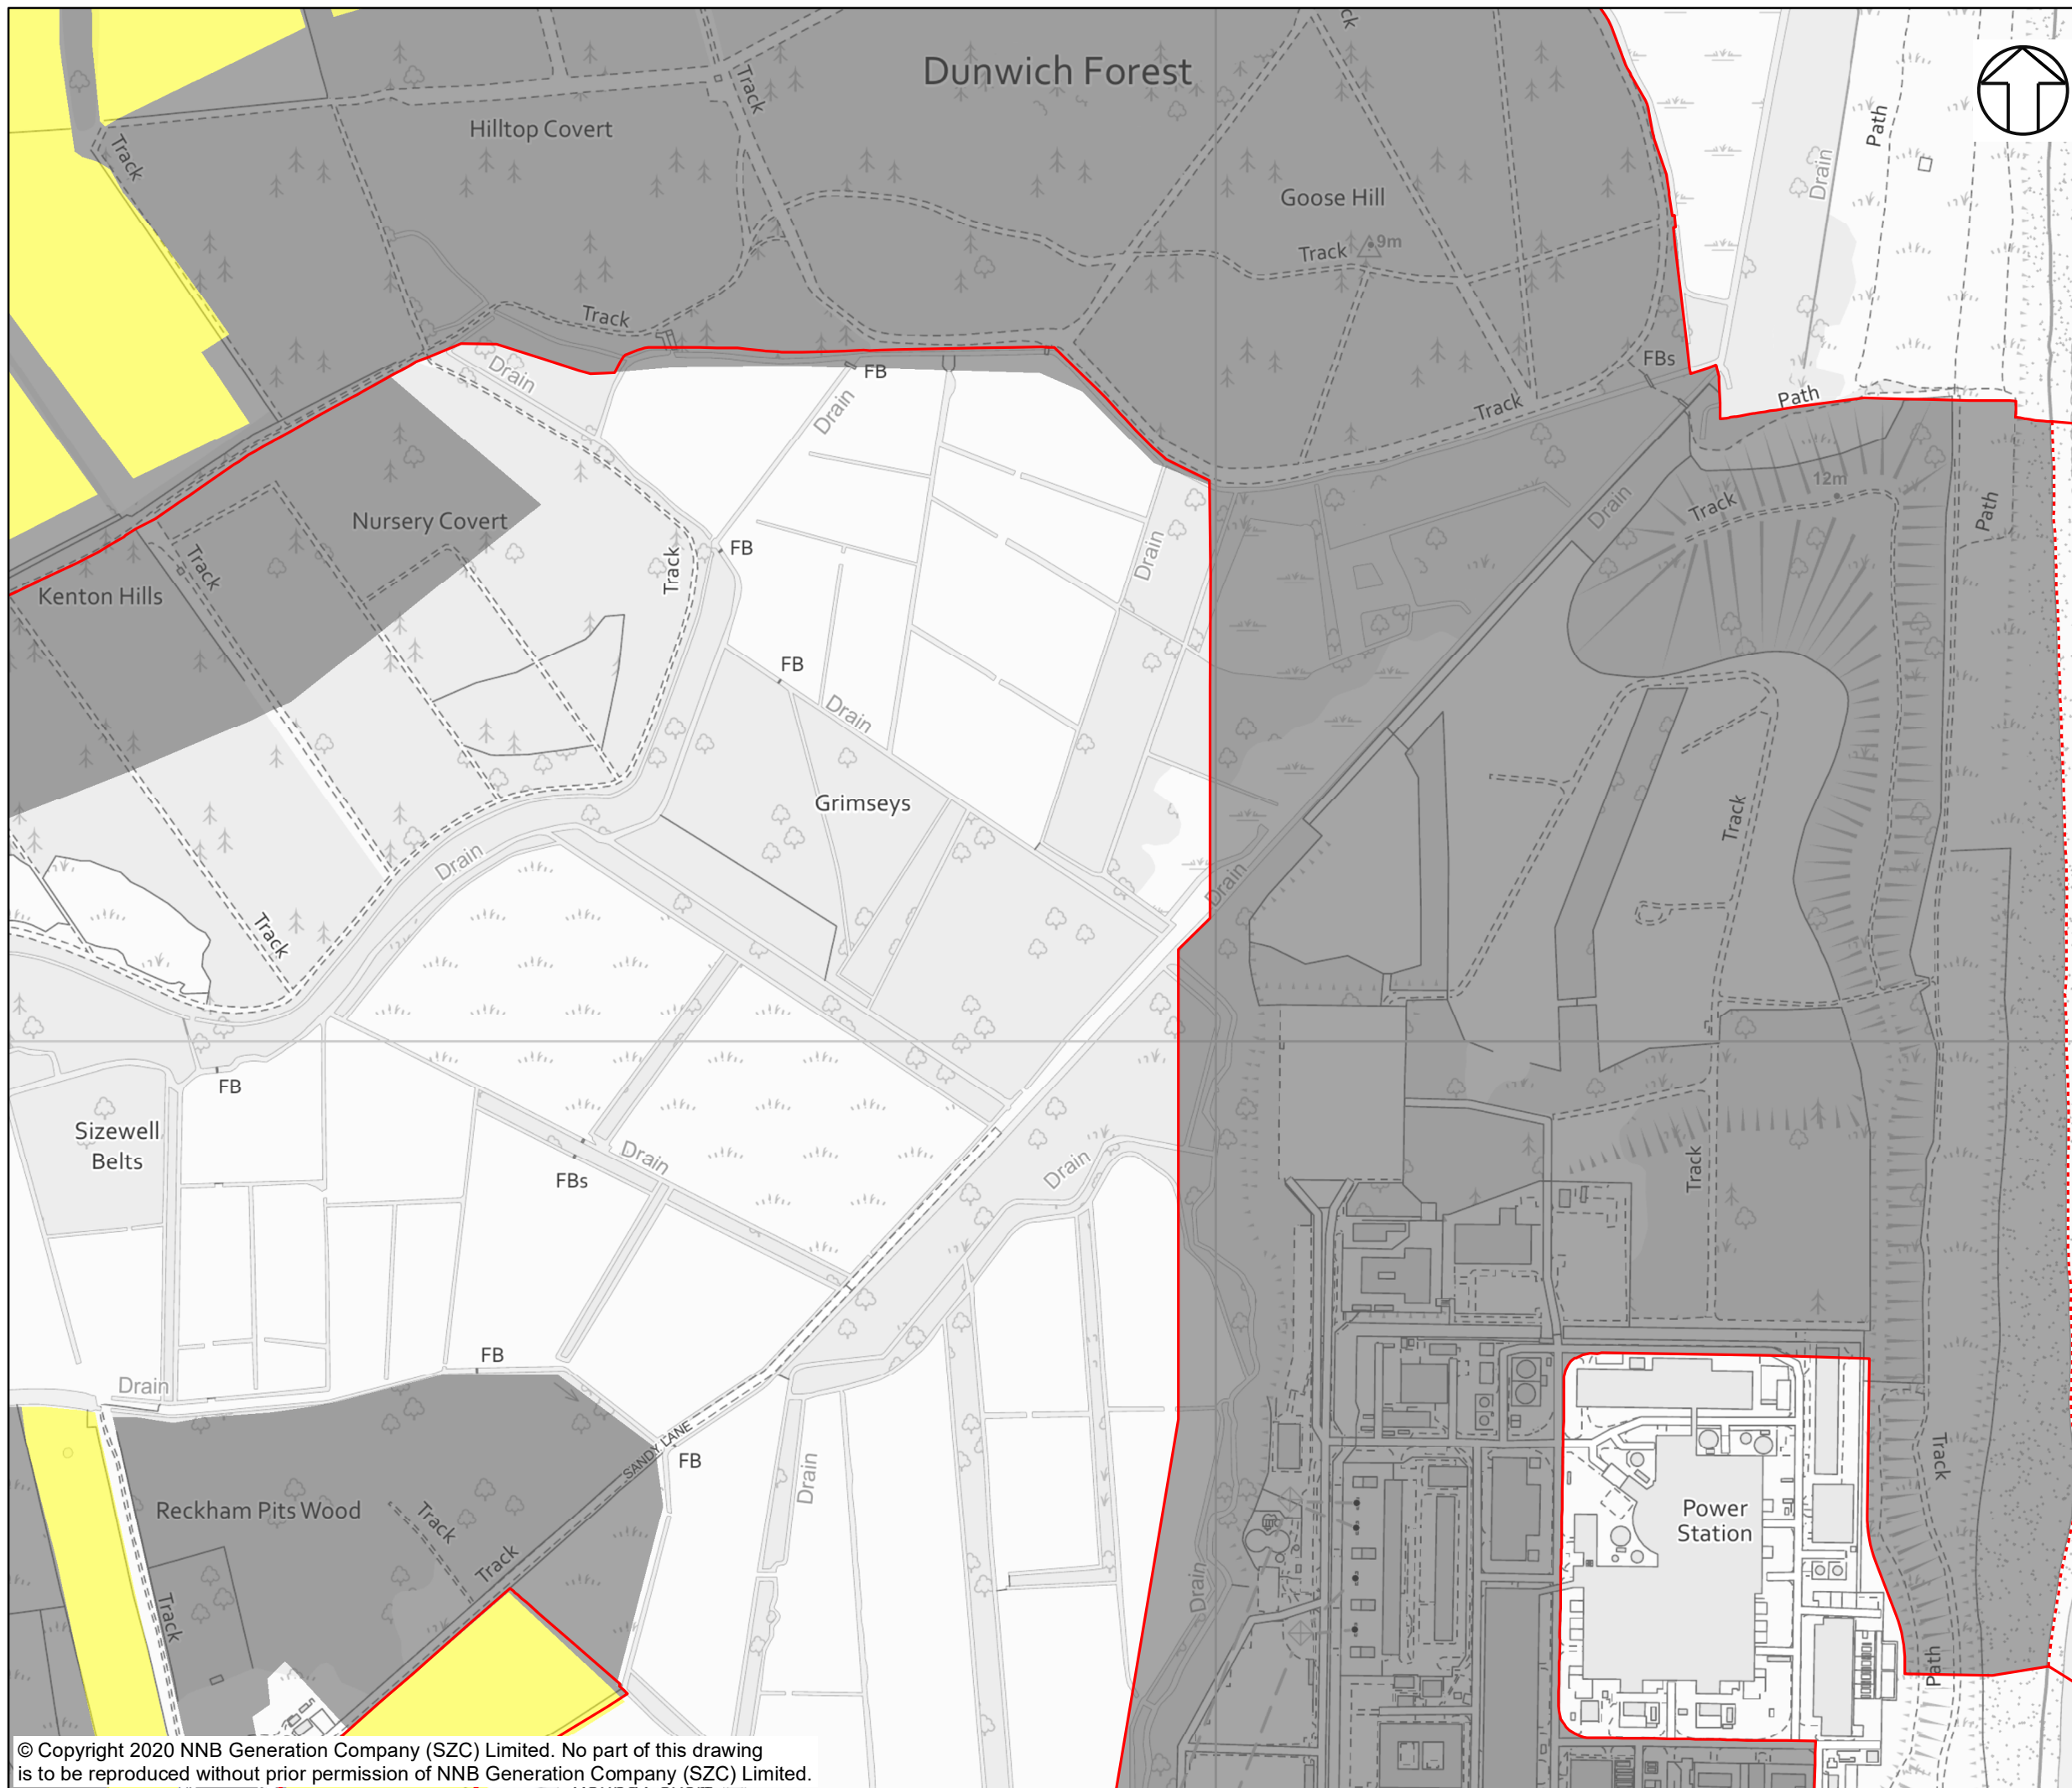 Dunwich Forest
Hilltop Covert
Track
Track
Path
Drain
Goose Hill
Track
9m
Track
Drain
FB
FBs
Path
Track
Drain
Nursery Covert
Track
FB
Track
Kenton Hills
Drain
Drain
12m
Track
Path
FB
Drain
Grimseys
Track
Drain
Drain
Track
FB
Sizewell
Belts
FBs
Drain
Drain
Track
Drain
FB
SANDY LANE
FB
Drain
Track
Reckham Pits Wood
Track
Track
Track
Power
Station
Drain
Path
© Copyright 2020 NNB Generation Company (SZC) Limited. No part of this drawing
is to be reproduced without prior permission of NNB Generation Company (SZC) Limited.